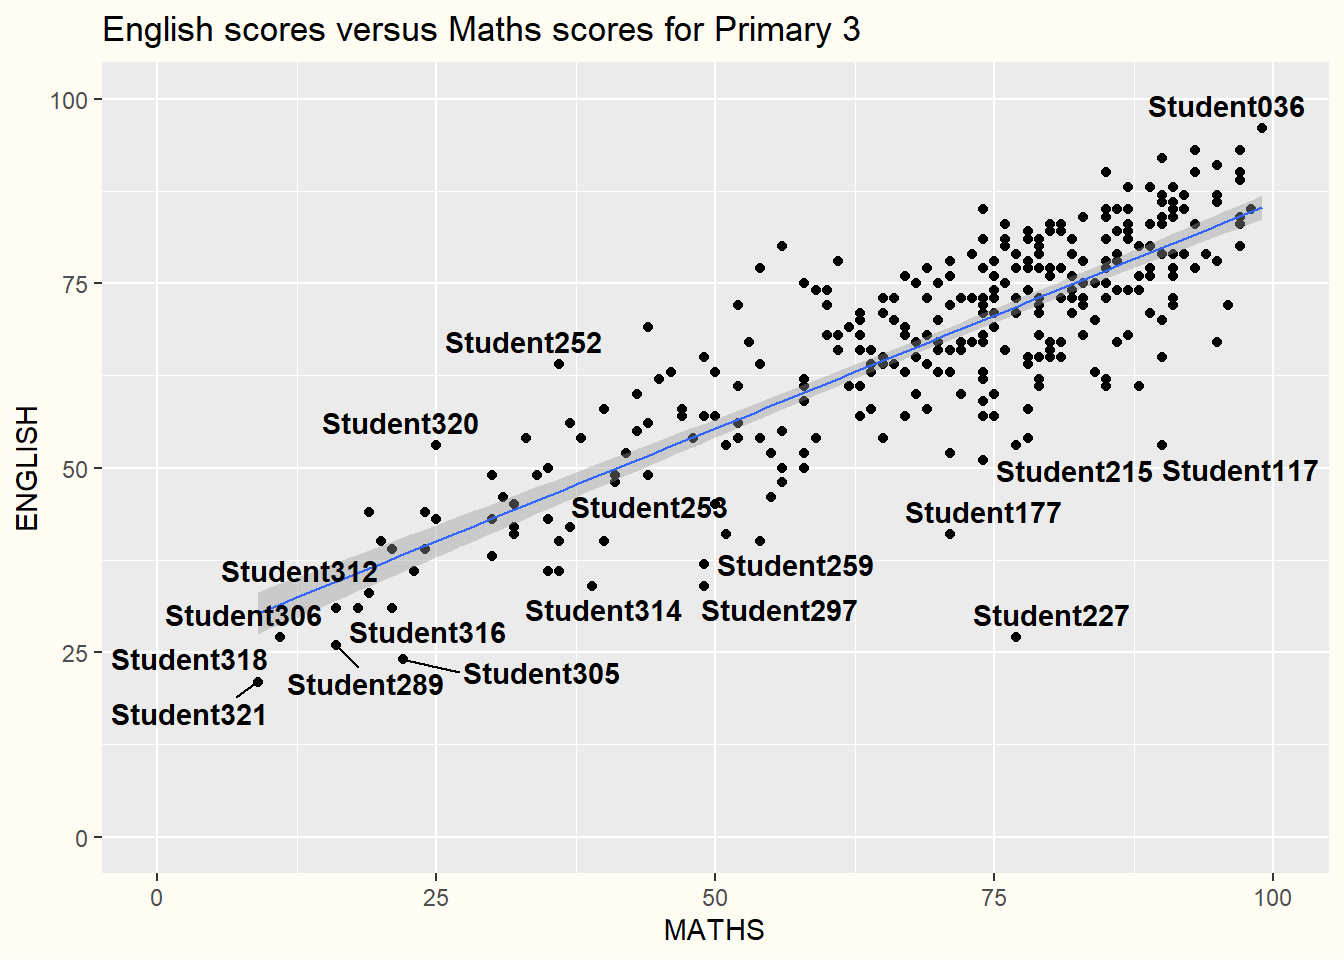 English scores versus Maths scores for Primary 3
100
Student036
75
Student252
Student320
50
Student215
Student117
Student253
Student177
Student312
Student259
Student306
Student314
Student297
Student227
Student316
25
Student318
Student305
Student289
Student321
0
ENGLISH
0
25
50
75
100
MATHS